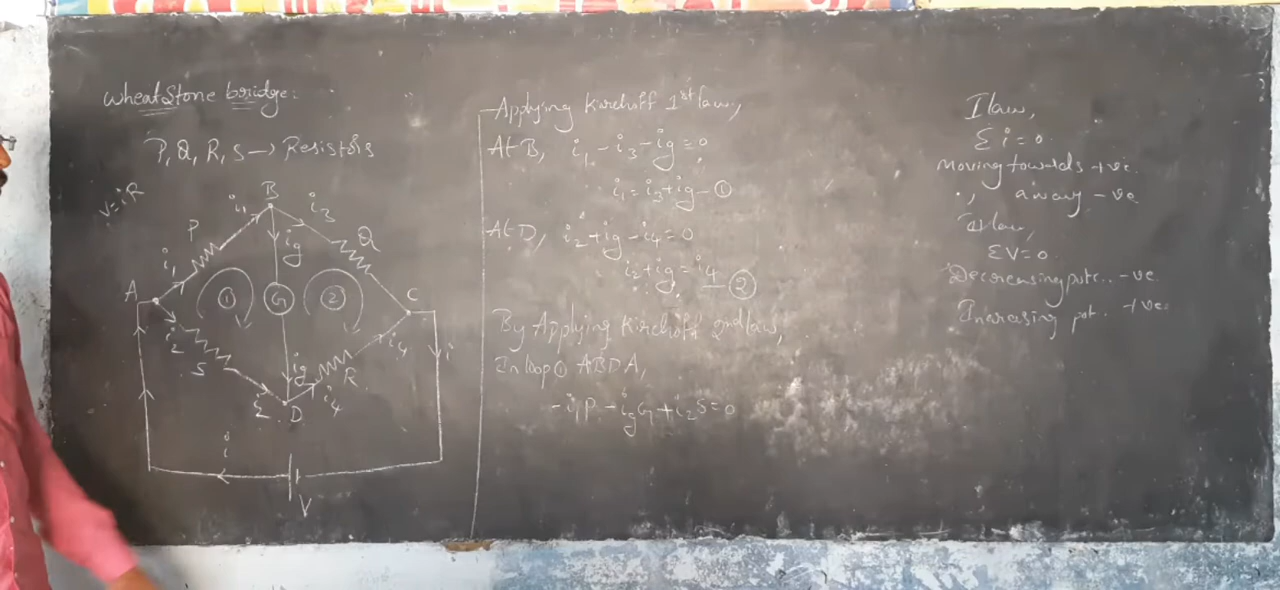 Wheatstone bridge:
P, Q, R, S → Resistors
V=iR
B
i₁
i₃
P
Q
ig
i₁
A
①
G
②
C
i₂
i₄
i
S
ig
R
i₄
D
i
V
Applying Kirchoff 1st law,
At B, i₁ - i₃ - ig = 0
i₁ = i₃ + ig - ①
At D, i₂ + ig - i₄ = 0
i₂ + ig = i₄ - ②
By Applying Kirchoff 2nd law,
In loop ① ABDA,
- i₁P - igG + i₂S = 0
I law,
Σ i = 0.
moving towards +ve.
,, away - ve
law,
ΣV = 0.
Decreasing pote.. -ve
Increasing pot.. +ve.